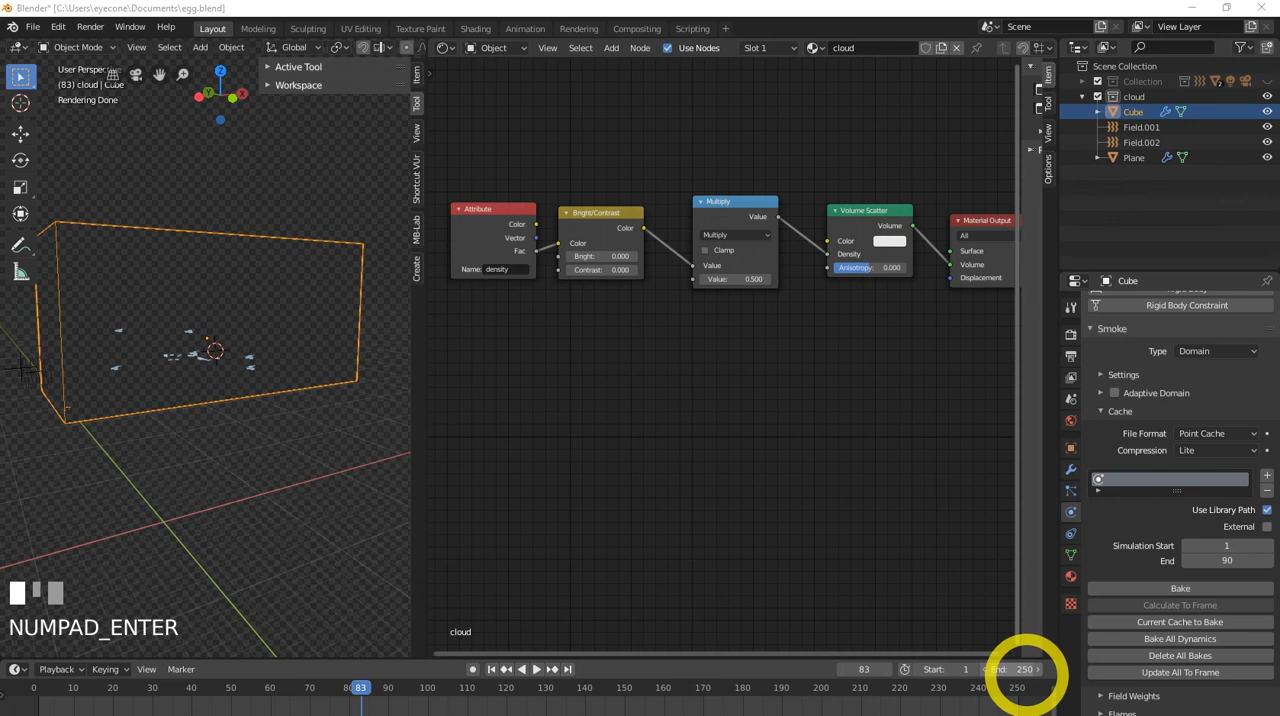 Blender* [C:\Users\eyecone\Documents\egg.blend]
File Edit Render Window Help Layout Modeling Sculpting UV Editing Texture Paint Shading Animation Rendering Compositing Scripting + Scene View Layer
Object Mode View Select Add Object Global Object View Select Add Node Use Nodes Slot 1 cloud
User Perspective
(83) cloud | Cube
Rendering Done
Z
Y
X
Active Tool
Workspace
Item
Tool
View
Shortcut VUr
MB-Lab
Create
Attribute
Color
Vector
Fac
Name: density
Bright/Contrast
Color
Color
Bright: 0.000
Contrast: 0.000
Multiply
Value
Multiply
Clamp
Value
Value: 0.500
Volume Scatter
Volume
Color
Density
Anisotropy: 0.000
Material Output
All
Surface
Volume
Displacement
cloud
Item
Tool
View
Options
Scene Collection
Collection 2
cloud
Cube
Field.001
Field.002
Plane
Cube
Rigid Body Constraint
Smoke
Type Domain
Settings
Adaptive Domain
Cache
File Format Point Cache
Compression Lite
Use Library Path
External
Simulation Start 1
End 90
Bake
Calculate To Frame
Current Cache to Bake
Bake All Dynamics
Delete All Bakes
Update All To Frame
Field Weights
NUMPAD_ENTER
Playback Keying View Marker 83 Start: 1 End: 250
0 10 20 30 40 50 60 70 83 90 100 110 120 130 140 150 160 170 180 190 200 210 220 230 240 250